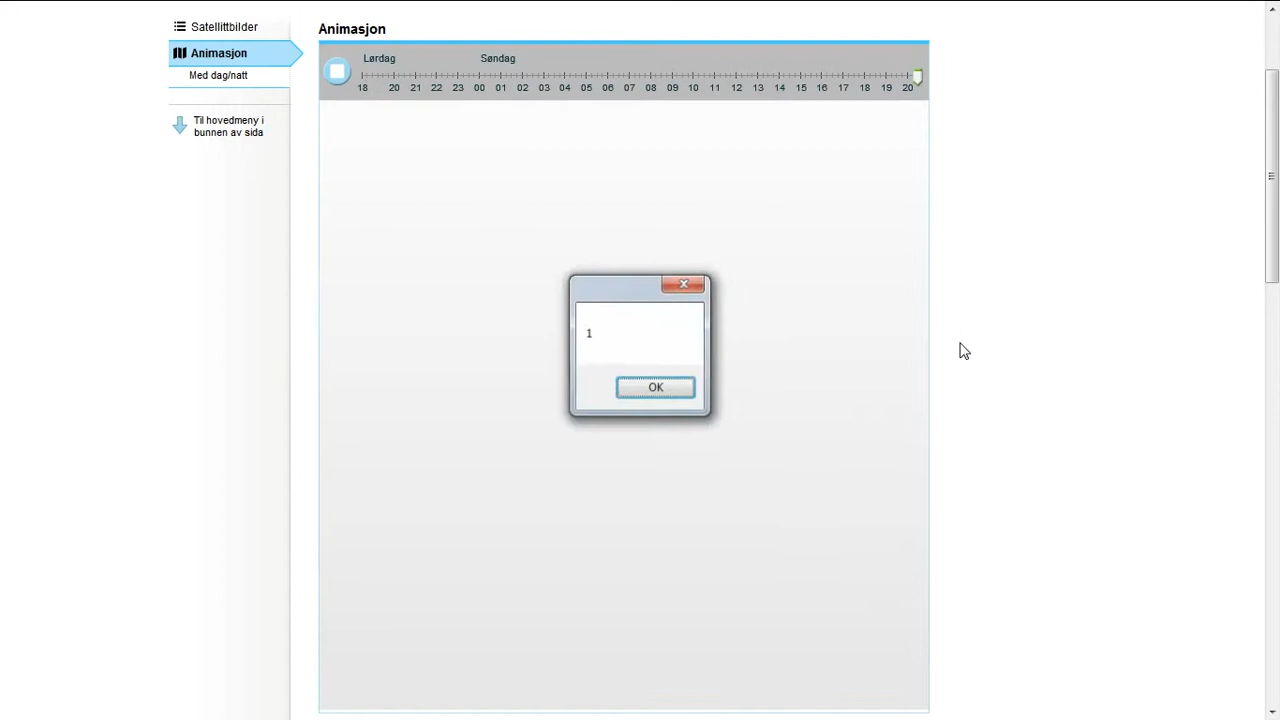 Satellittbilder
Animasjon
Med dag/natt
Til hovedmeny i
bunnen av sida
Animasjon
Lørdag Søndag
18 20 21 22 23 00 01 02 03 04 05 06 07 08 09 10 11 12 13 14 15 16 17 18 19 20
1
OK